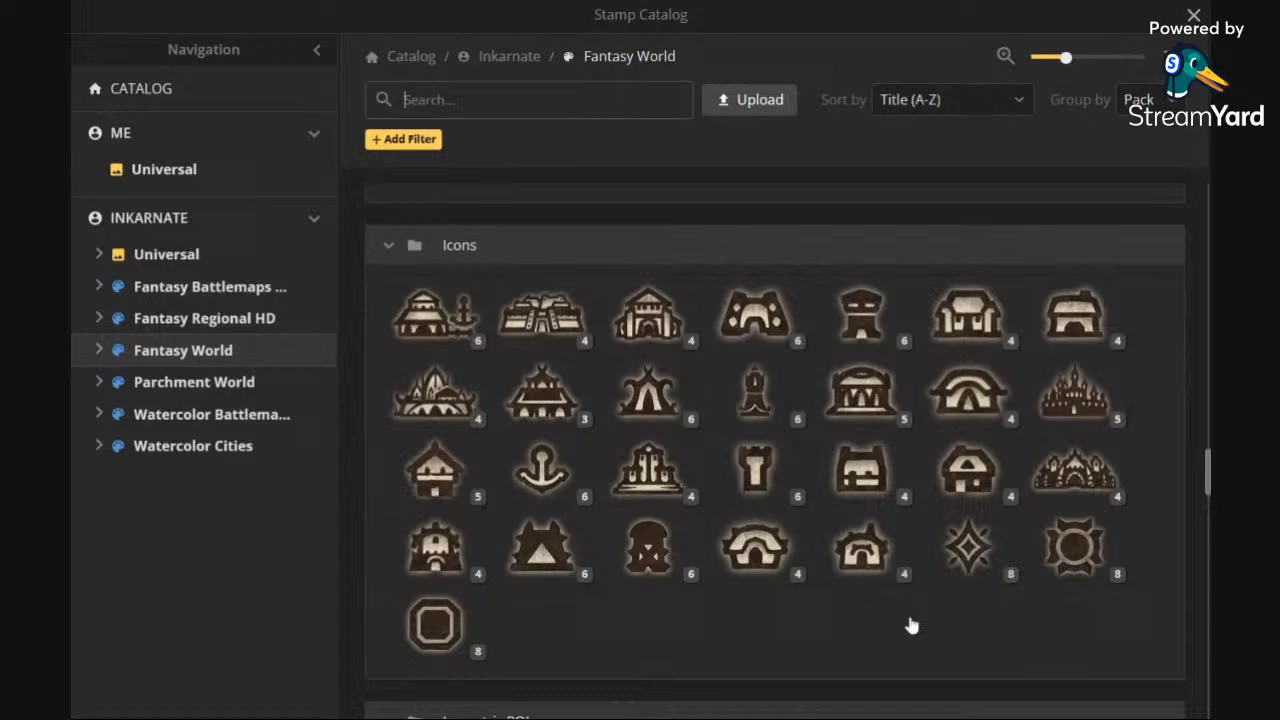 Stamp Catalog
Powered by
StreamYard
Navigation
CATALOG
ME
Universal
INKARNATE
Universal
Fantasy Battlemaps ...
Fantasy Regional HD
Fantasy World
Parchment World
Watercolor Battlema...
Watercolor Cities
Catalog / Inkarnate / Fantasy World
Search...
Upload
Sort by
Title (A-Z)
Group by
Pack
+ Add Filter
Icons
6 4 4 6 6 4 4
4 3 6 6 5 4 5
5 6 4 6 4 4 4
4 6 6 4 4 8 8
8